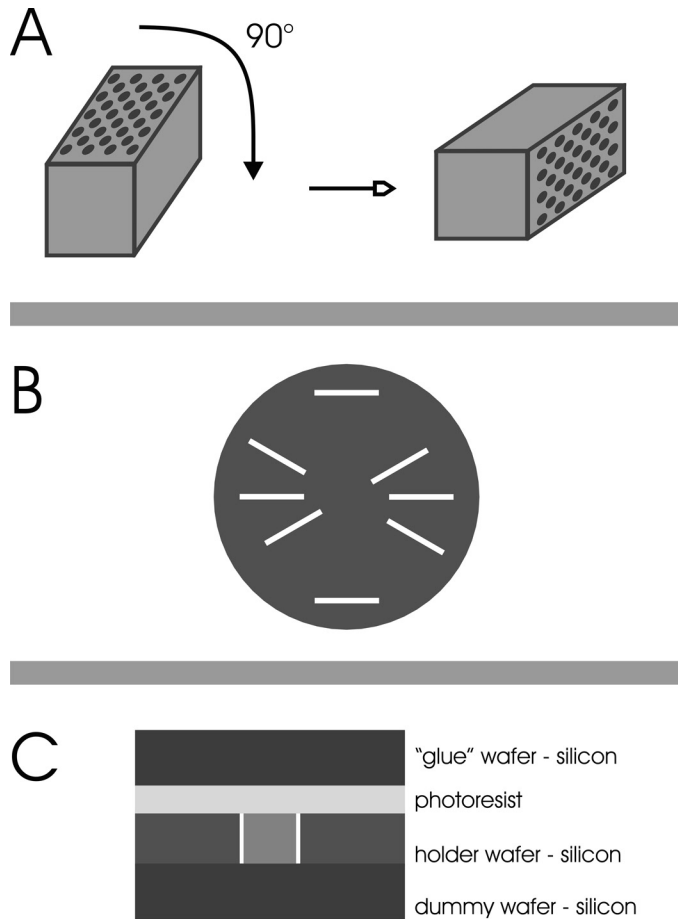 A
90°
B
C
“glue” wafer - silicon
photoresist
holder wafer - silicon
dummy wafer - silicon